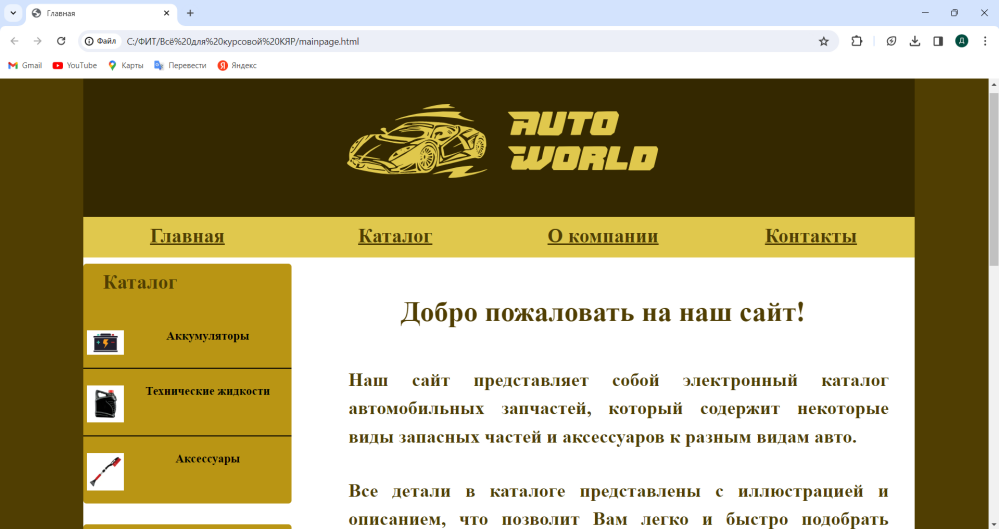 Главная
Файл C:/ФИТ/Всё%20для%20курсовой%20КЯР/mainpage.html
Д
Gmail YouTube Карты Перевести Яндекс
AUTO
WORLD
Главная Каталог О компании Контакты
Каталог
Аккумуляторы
Технические жидкости
Аксессуары
Добро пожаловать на наш сайт!
Наш сайт представляет собой электронный каталог
автомобильных запчастей, который содержит некоторые
виды запасных частей и аксессуаров к разным видам авто.
Все детали в каталоге представлены с иллюстрацией и
описанием, что позволит Вам легко и быстро подобрать